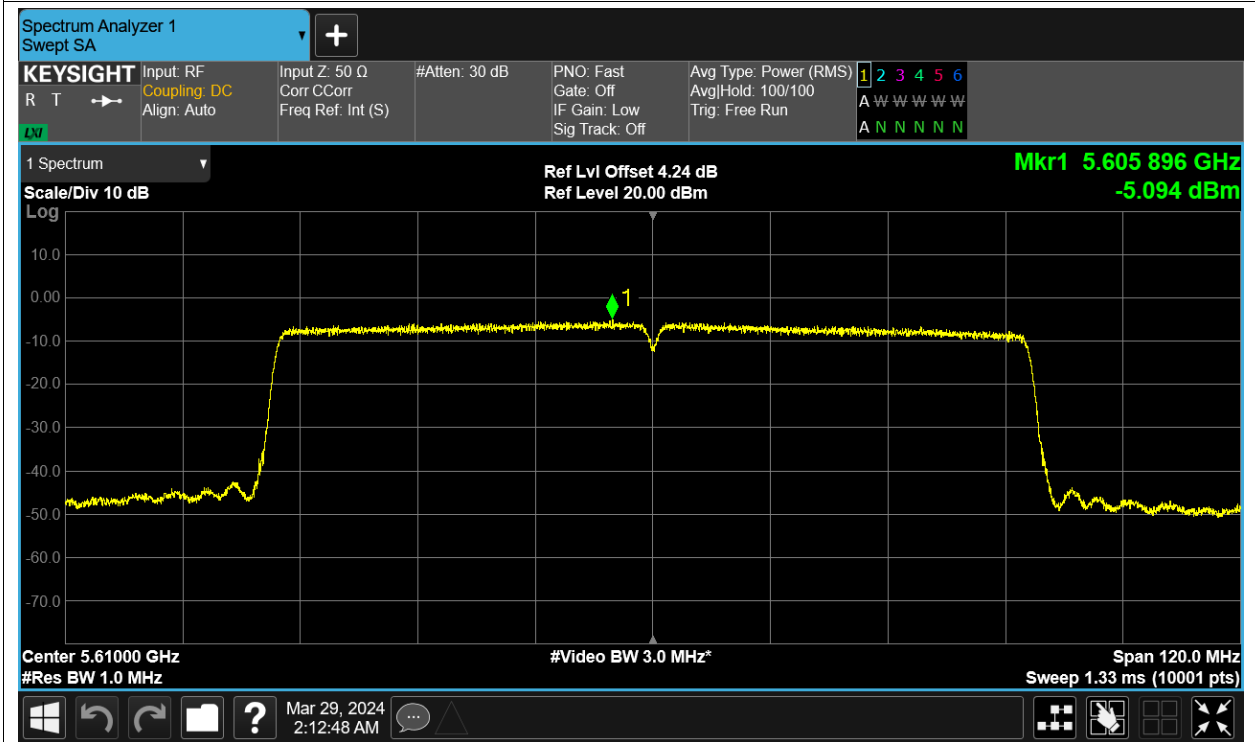 Spectrum Analyzer 1
Swept SA
+
KEYSIGHT
R T
LXI
Input: RF
Coupling: DC
Align: Auto
Input Z: 50 Ω
Corr CCorr
Freq Ref: Int (S)
#Atten: 30 dB
PNO: Fast
Gate: Off
IF Gain: Low
Sig Track: Off
Avg Type: Power (RMS)
Avg|Hold: 100/100
Trig: Free Run
1 2 3 4 5 6
A W W W W W
A N N N N N
1 Spectrum
Scale/Div 10 dB
Log
Ref Lvl Offset 4.24 dB
Ref Level 20.00 dBm
Mkr1 5.605 896 GHz
-5.094 dBm
10.0
0.00
-10.0
-20.0
-30.0
-40.0
-50.0
-60.0
-70.0
1
Center 5.61000 GHz
#Res BW 1.0 MHz
#Video BW 3.0 MHz*
Span 120.0 MHz
Sweep 1.33 ms (10001 pts)
?
Mar 29, 2024
2:12:48 AM